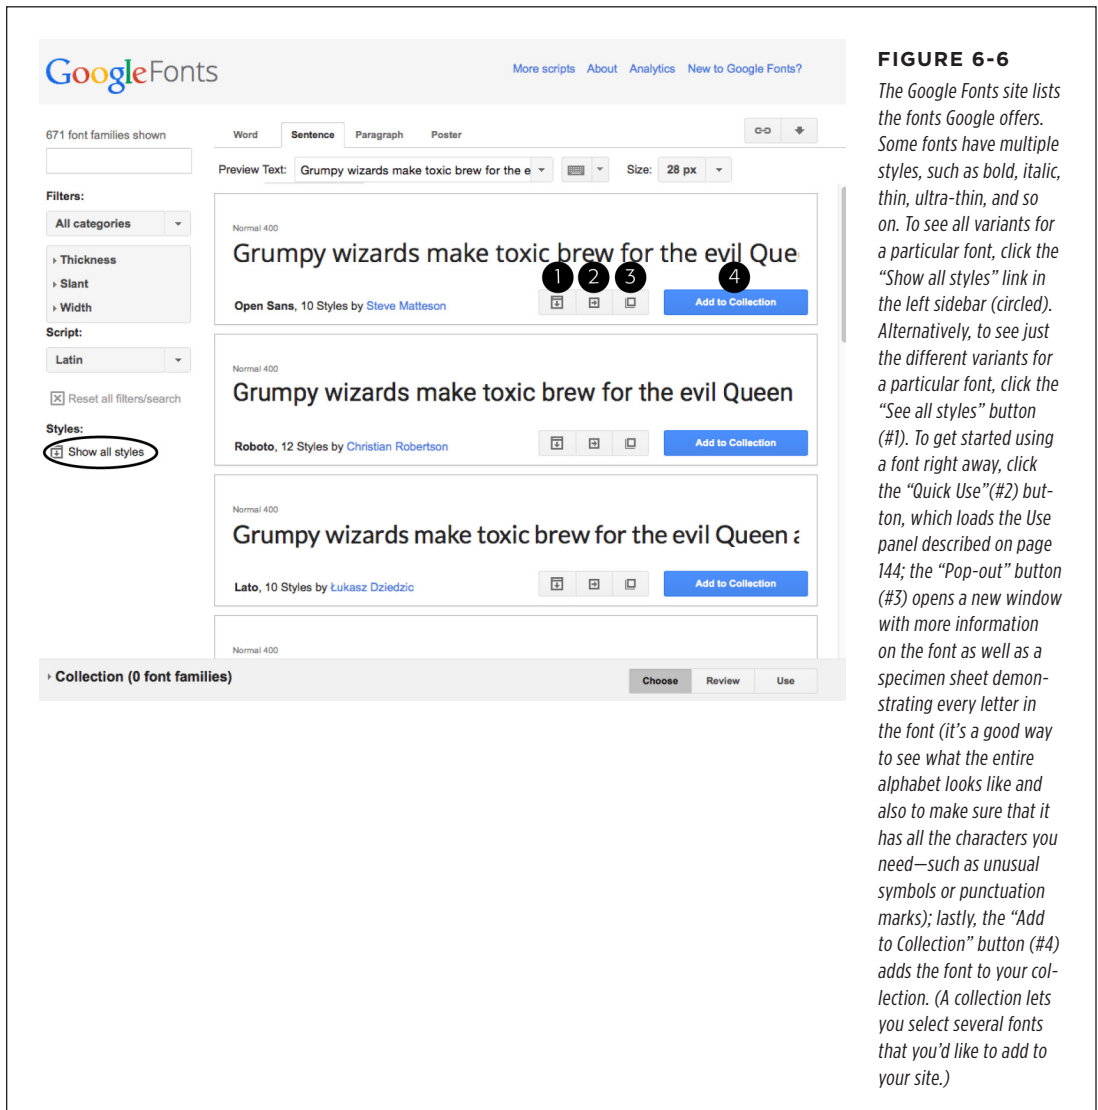 GoogleFonts
More scripts About Analytics New to Google Fonts?
671 font families shown
Word Sentence Paragraph Poster
Preview Text: Grumpy wizards make toxic brew for the e
Size: 28 px
Filters:
All categories
Thickness
Slant
Width
Script:
Latin
Reset all filters/search
Styles:
Show all styles
Normal 400
Grumpy wizards make toxic brew for the evil Que
1 2 3 4
Open Sans, 10 Styles by Steve Matteson
Add to Collection
Normal 400
Grumpy wizards make toxic brew for the evil Queen
Roboto, 12 Styles by Christian Robertson
Add to Collection
Normal 400
Grumpy wizards make toxic brew for the evil Queen a
Lato, 10 Styles by Łukasz Dziedzic
Add to Collection
Normal 400
Collection (0 font families)
Choose Review Use
FIGURE 6-6
The Google Fonts site lists
the fonts Google offers.
Some fonts have multiple
styles, such as bold, italic,
thin, ultra-thin, and so
on. To see all variants for
a particular font, click the
“Show all styles” link in
the left sidebar (circled).
Alternatively, to see just
the different variants for
a particular font, click the
“See all styles” button
(#1). To get started using
a font right away, click
the “Quick Use”(#2) but-
ton, which loads the Use
panel described on page
144; the “Pop-out” button
(#3) opens a new window
with more information
on the font as well as a
specimen sheet demon-
strating every letter in
the font (it’s a good way
to see what the entire
alphabet looks like and
also to make sure that it
has all the characters you
need—such as unusual
symbols or punctuation
marks); lastly, the “Add
to Collection” button (#4)
adds the font to your col-
lection. (A collection lets
you select several fonts
that you’d like to add to
your site.)